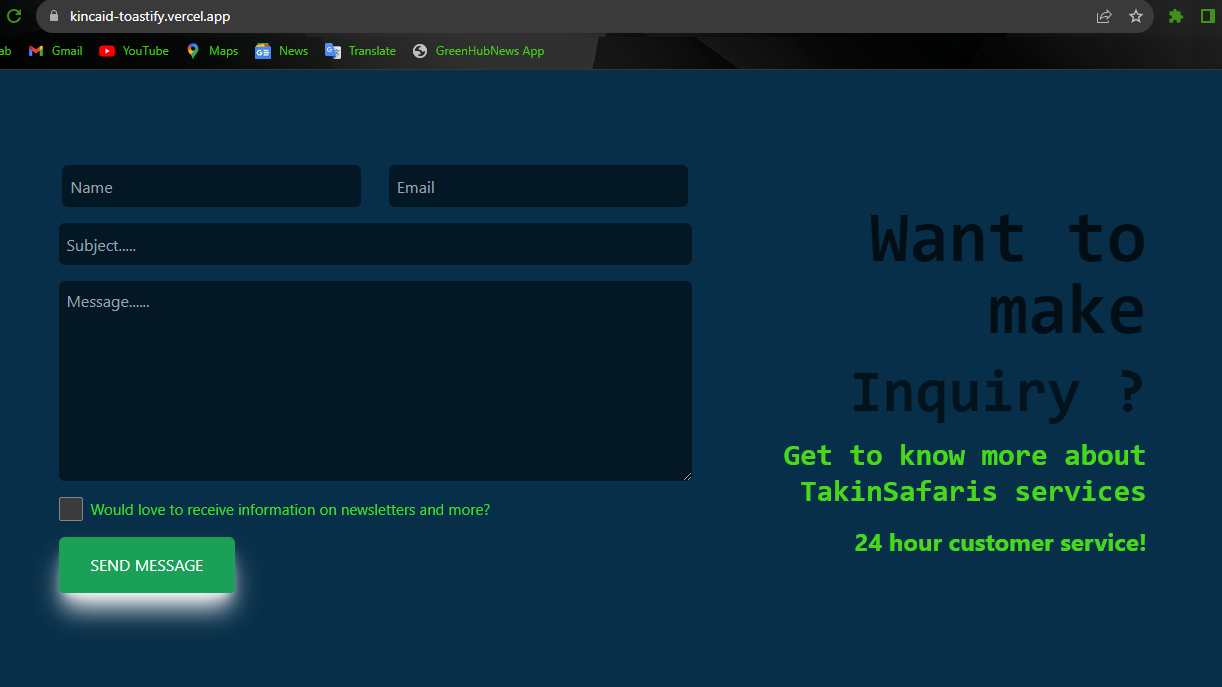 kincaid-toastify.vercel.app
ab Gmail YouTube Maps News Translate GreenHubNews App
Name Email
Subject.....
Message......
Would love to receive information on newsletters and more?
SEND MESSAGE
Want to
make
Inquiry ?
Get to know more about
TakinSafaris services
24 hour customer service!